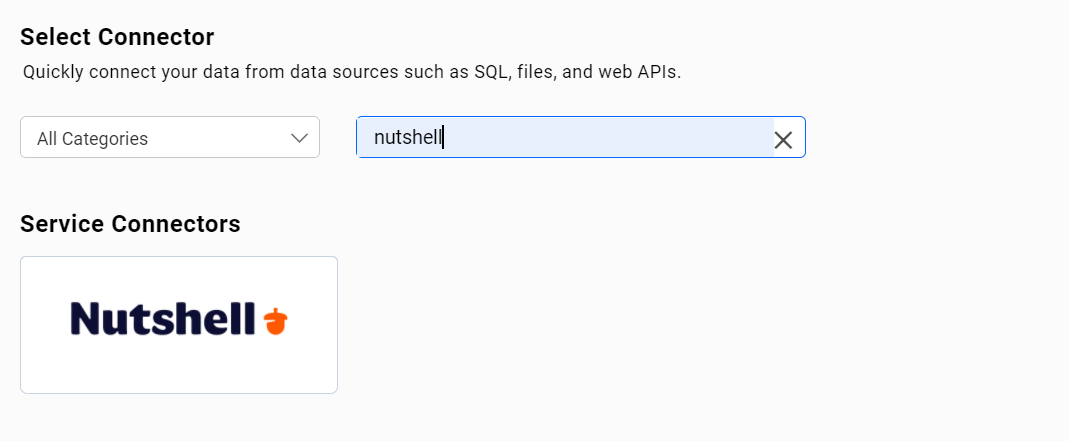 Select Connector
Quickly connect your data from data sources such as SQL, files, and web APIs.
All Categories
nutshell
Service Connectors
Nutshell